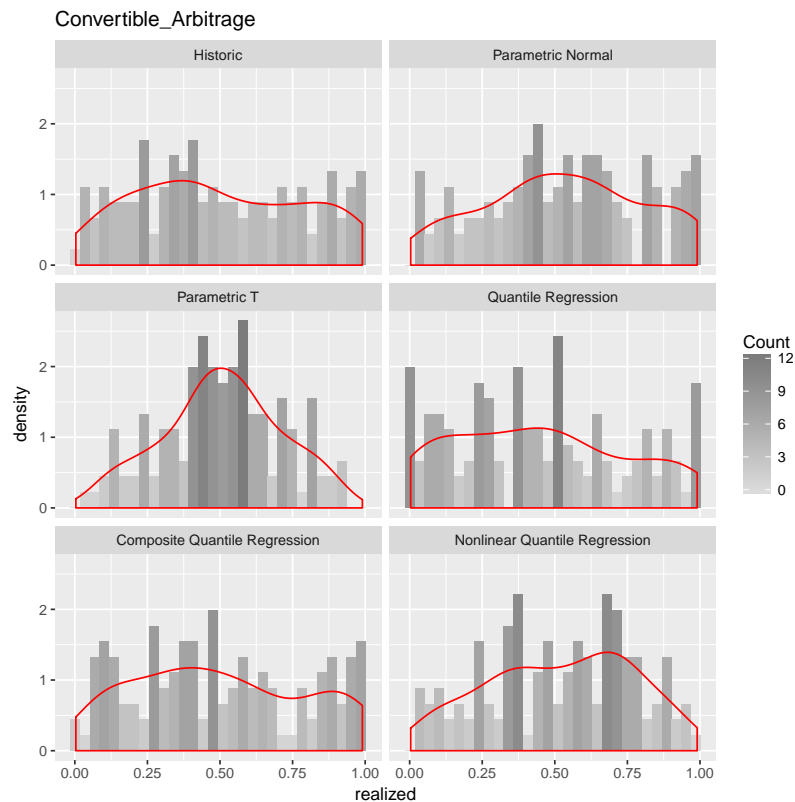 Convertible_Arbitrage
Historic
Parametric Normal
2
1
0
Parametric T
Quantile Regression
2
1
0
density
Composite Quantile Regression
Nonlinear Quantile Regression
2
1
0
0.00 0.25 0.50 0.75 1.00
0.00 0.25 0.50 0.75 1.00
realized
Count
12
9
6
3
0